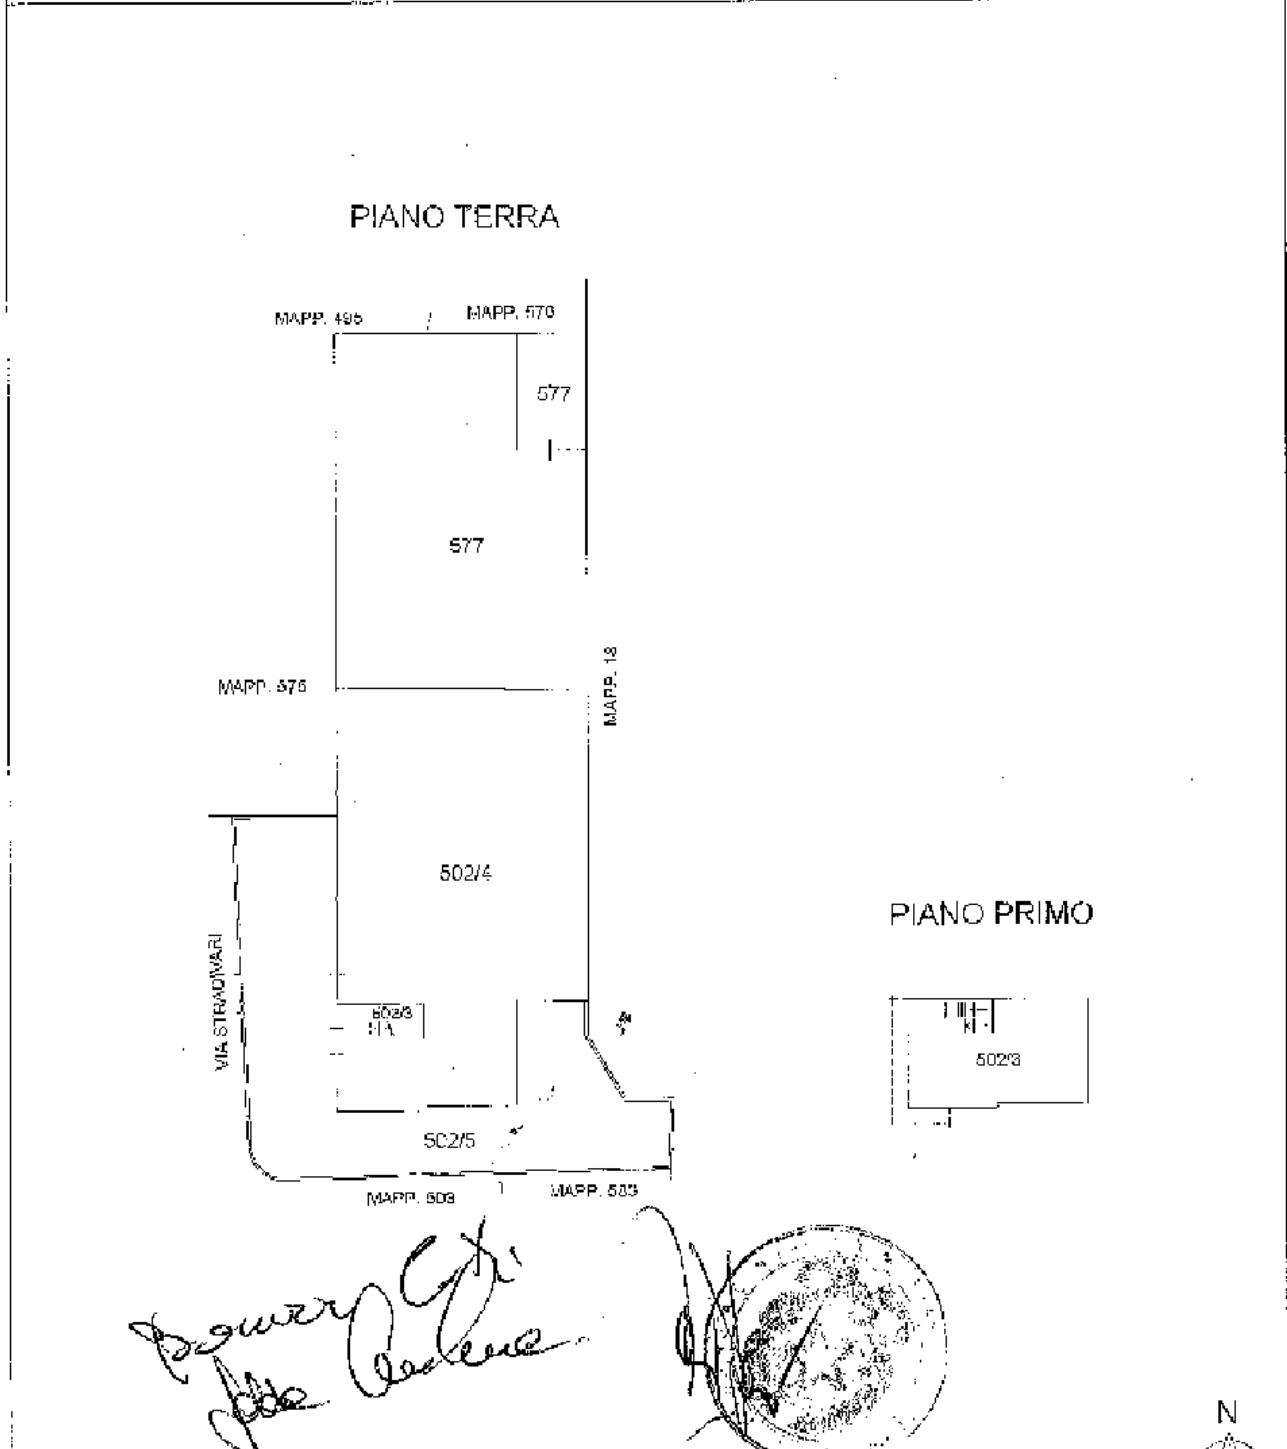 PIANO TERRA
MAPP. 495 / MAPP. 570
577
577
MAPP. 18
MAPP. 575
502/4
PIANO PRIMO
VIA STRADIVARI
502/3
502/3
502/5
MAPP. 503
MAPP. 583
N